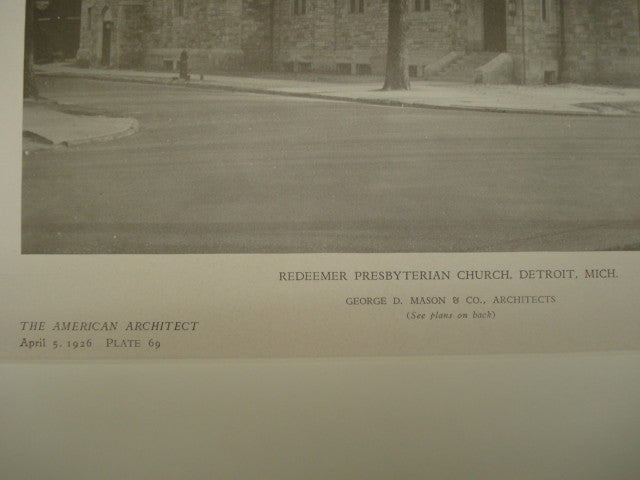 REDEEMER PRESBYTERIAN CHURCH, DETROIT, MICH.
GEORGE D. MASON & CO., ARCHITECTS
(See plans on back)
THE AMERICAN ARCHITECT
April 5, 1926 PLATE 69